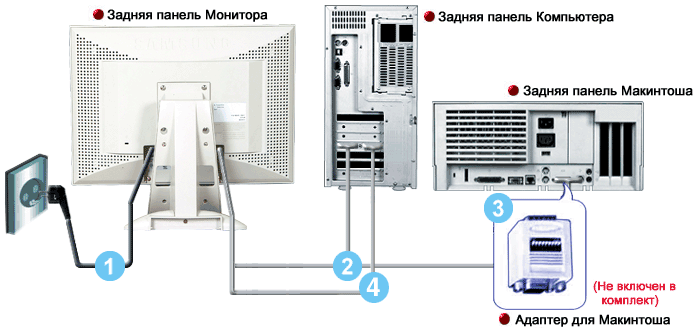 Задняя панель Монитора
Задняя панель Компьютера
Задняя панель Макинтоша
1
2
3
4
(Не включен в
комплект)
Адаптер для Макинтоша